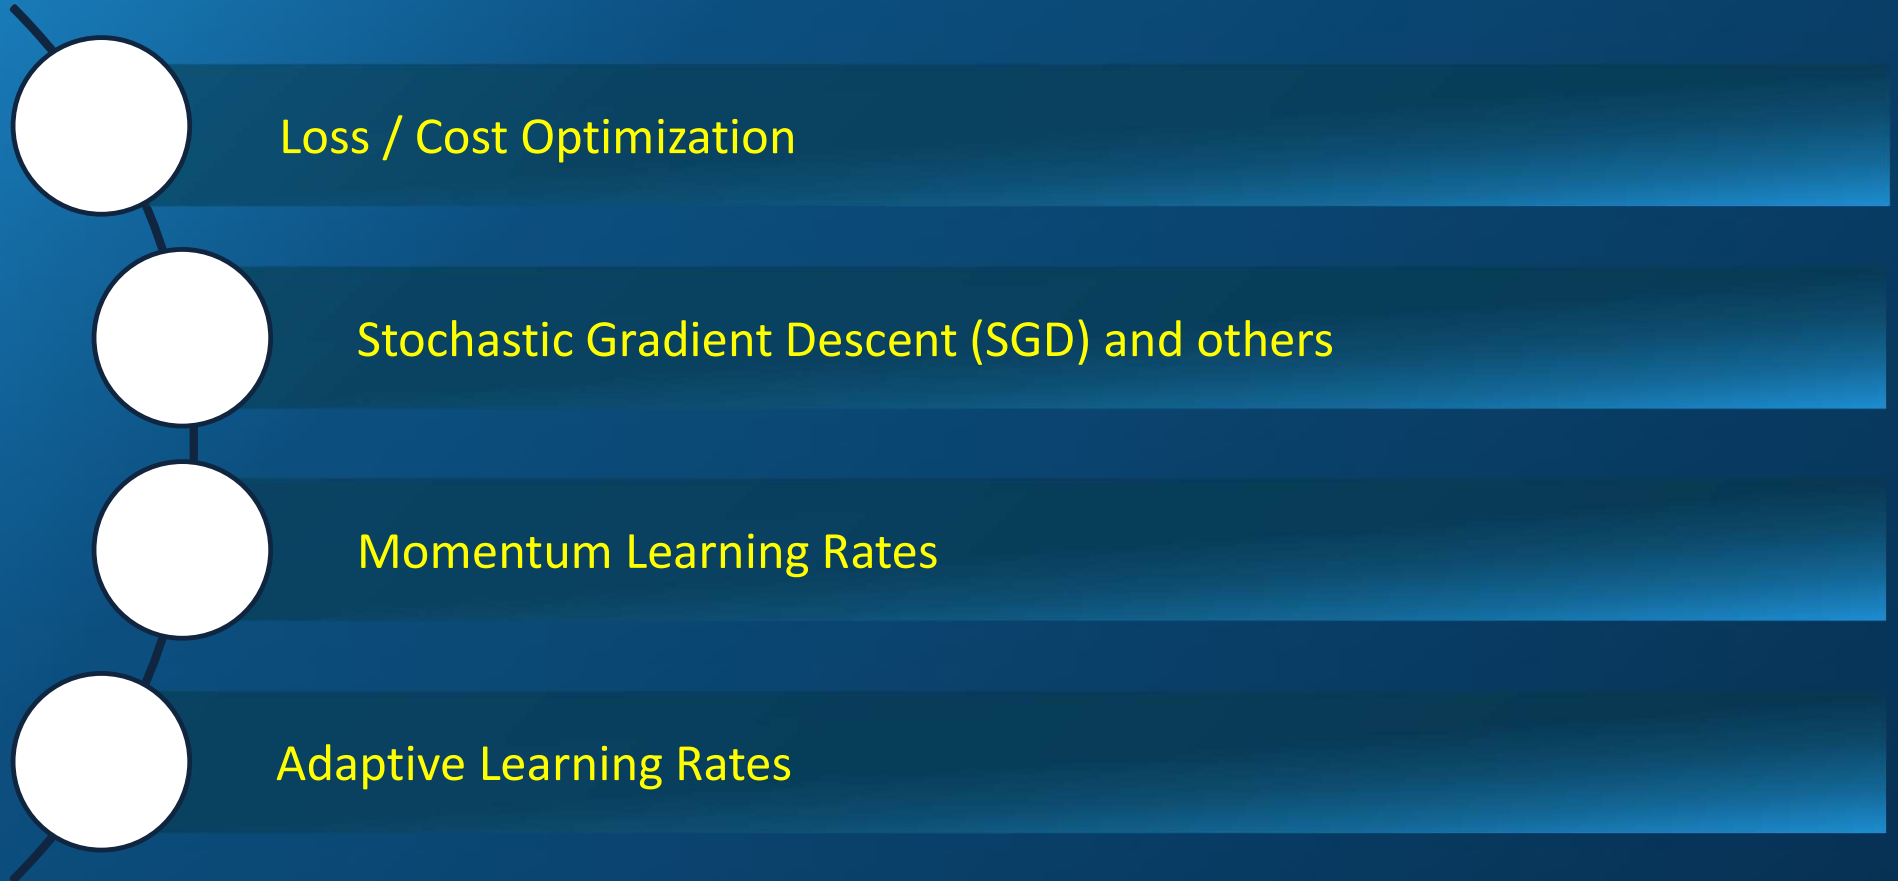 Loss / Cost Optimization
Stochastic Gradient Descent (SGD) and others
Momentum Learning Rates
Adaptive Learning Rates